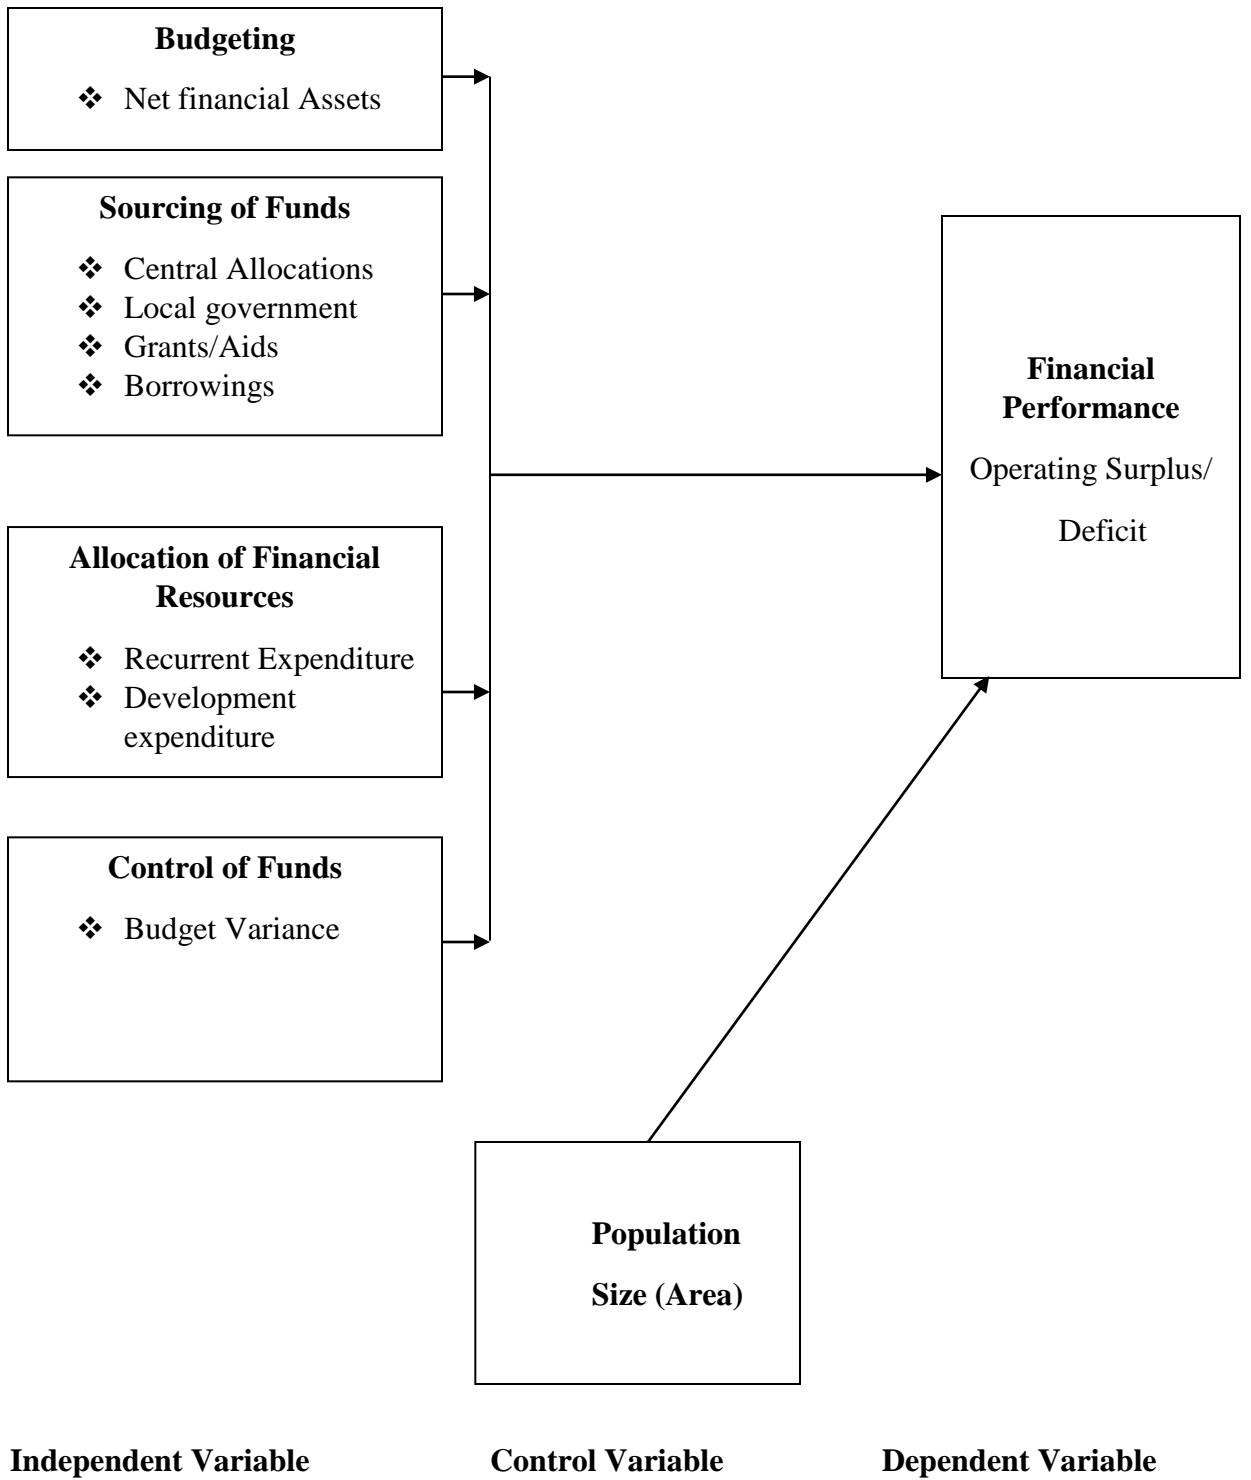 Budgeting
❖ Net financial Assets
Sourcing of Funds
❖ Central Allocations
❖ Local government
❖ Grants/Aids
❖ Borrowings
Allocation of Financial
Resources
❖ Recurrent Expenditure
❖ Development
expenditure
Control of Funds
❖ Budget Variance
Financial
Performance
Operating Surplus/
Deficit
Population
Size (Area)
Independent Variable
Control Variable
Dependent Variable